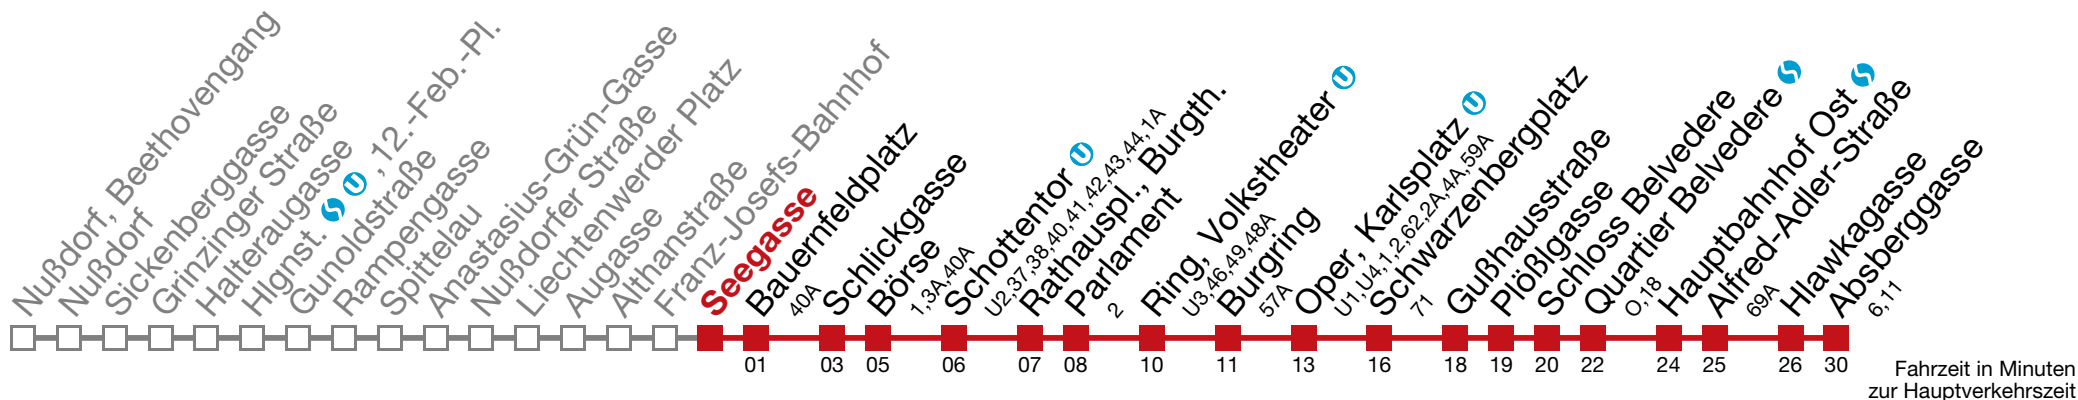 Nußdorf, Beethovengang
Nußdorf
Sickenberggasse
Grinzinger Straße
Halteraugasse
Hlgnst. S U , 12.-Feb.-Pl.
Gunoldstraße
Rampengasse
Spittelau
Anastasius-Grün-Gasse
Nußdorfer Straße
Liechtenwerder Platz
Augasse
Althanstraße
Franz-Josefs-Bahnhof
Seegasse
Bauernfeldplatz
40A
Schlickgasse
Börse
1,3A,40A
Schottentor U
U2,37,38,40,41,42,43,44,1A
Rathauspl., Burgth.
Parlament
2
Ring, Volkstheater U
U3,46,49,48A
Burgring
57A
Oper, Karlsplatz U
U1,U4,1,2,62,2A,4A,59A
Schwarzenbergplatz
71
Gußhausstraße
Plößlgasse
Schloss Belvedere
Quartier Belvedere S
O,18
Hauptbahnhof Ost S
Alfred-Adler-Straße
69A
Hlawkagasse
Absberggasse
6,11
01 03 05 06 07 08 10 11 13 16 18 19 20 22 24 25 26 30
Fahrzeit in Minuten
zur Hauptverkehrszeit